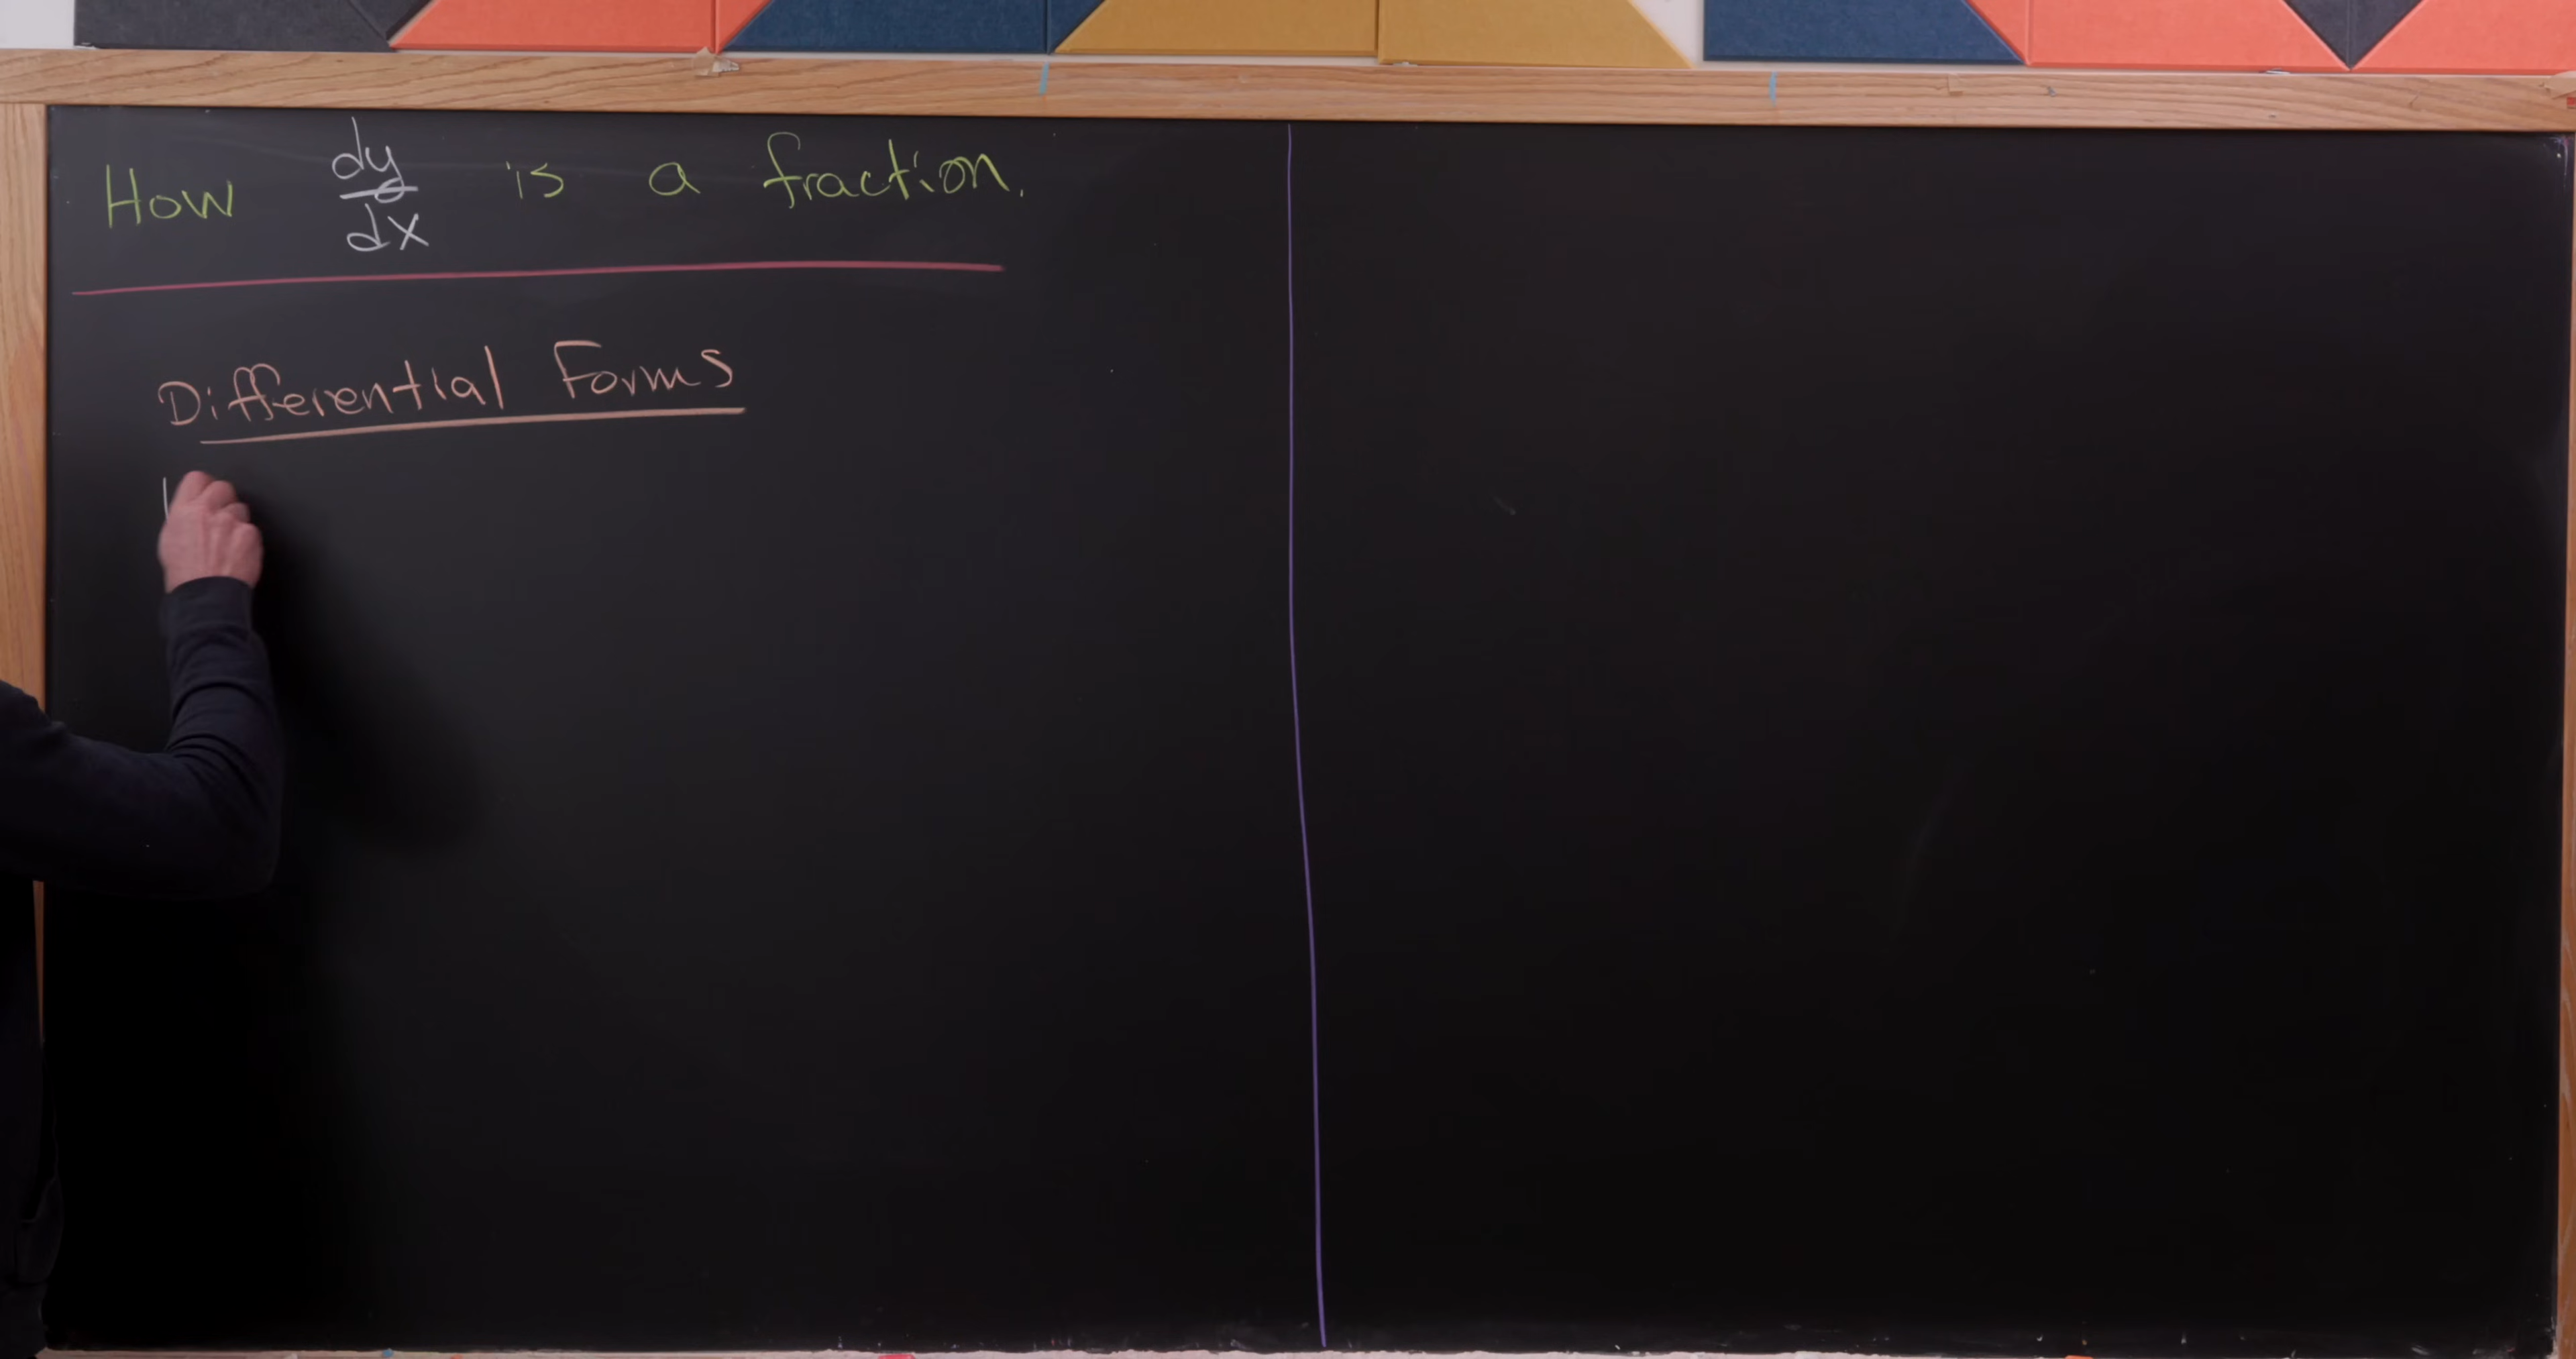 How dy/dx is a fraction.
Differential Forms